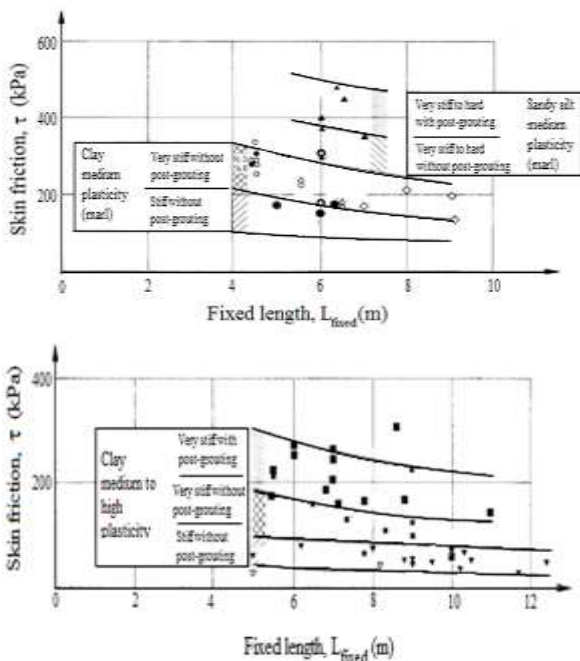 Skin friction, τ (kPa)
600
400
200
0
0
2
4
6
8
10
Fixed length, L fixed (m)
Clay
medium
plasticity
(marl)
Very stiff without
post-grouting
Stiff without
post-grouting
Very stiff to hard
with post-grouting
Very stiff to hard
without post-grouting
Sandy silt
medium
plasticity
(marl)
Skin friction, τ (kPa)
400
200
0
0
2
4
6
8
10
12
Fixed length, L fixed (m)
Clay
medium to
high
plasticity
Very stiff with
post-grouting
Very stiff without
post-grouting
Stiff without
post-grouting